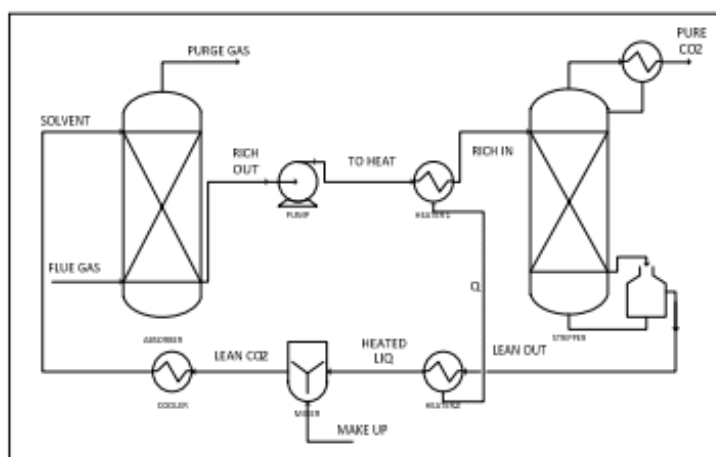 PURGE GAS
PURE
CO2
SOLVENT
RICH
OUT
TO HEAT
RICH IN
PUMP
HEATER1
FLUE GAS
Q
ABSORBER
STRIPPER
LEAN CO2
HEATED
LIQ
LEAN OUT
COOLER
MIXER
HEATER2
MAKE UP